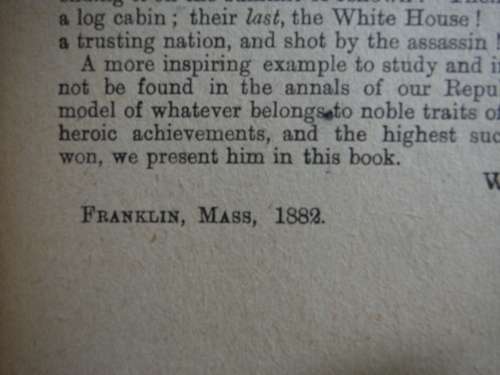 a log cabin ; their last, the White House !
a trusting nation, and shot by the assassin
A more inspiring example to study and
not be found in the annals of our Repu
model of whatever belongs to noble traits of
heroic achievements, and the highest suc
won, we present him in this book.
W
FRANKLIN, MASS, 1882.